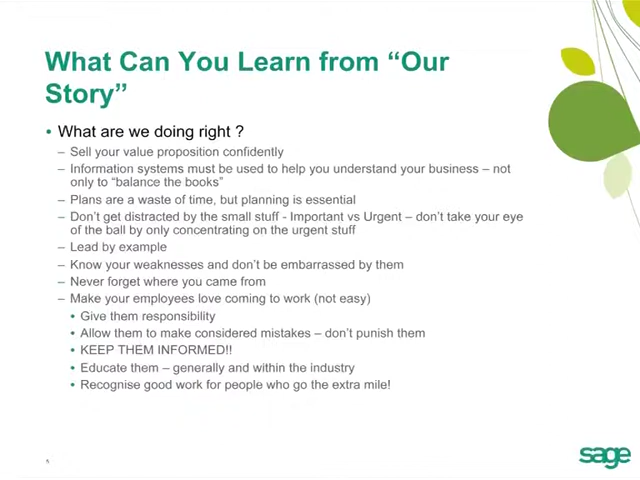 What Can You Learn from “Our
Story”
• What are we doing right ?
– Sell your value proposition confidently
– Information systems must be used to help you understand your business – not
only to “balance the books”
– Plans are a waste of time, but planning is essential
– Don’t get distracted by the small stuff - Important vs Urgent – don’t take your eye
of the ball by only concentrating on the urgent stuff
– Lead by example
– Know your weaknesses and don’t be embarrassed by them
– Never forget where you came from
– Make your employees love coming to work (not easy)
• Give them responsibility
• Allow them to make considered mistakes – don’t punish them
• KEEP THEM INFORMED!!
• Educate them – generally and within the industry
• Recognise good work for people who go the extra mile!
sage